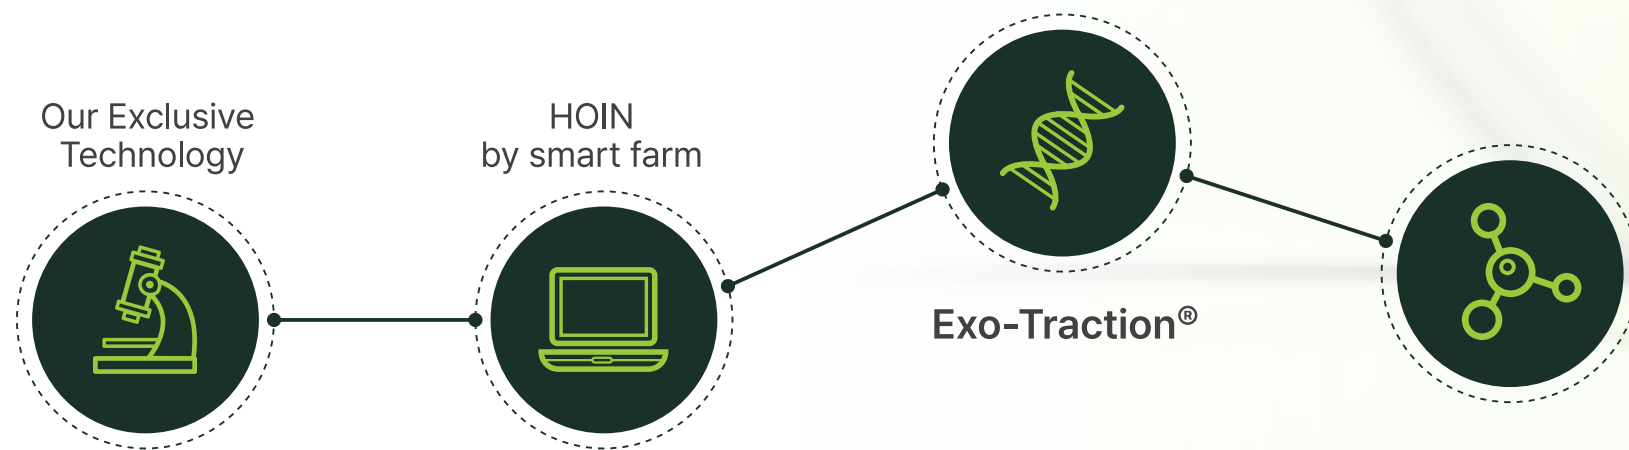 Our Exclusive
Technology
HOIN
by smart farm
Exo-Traction®